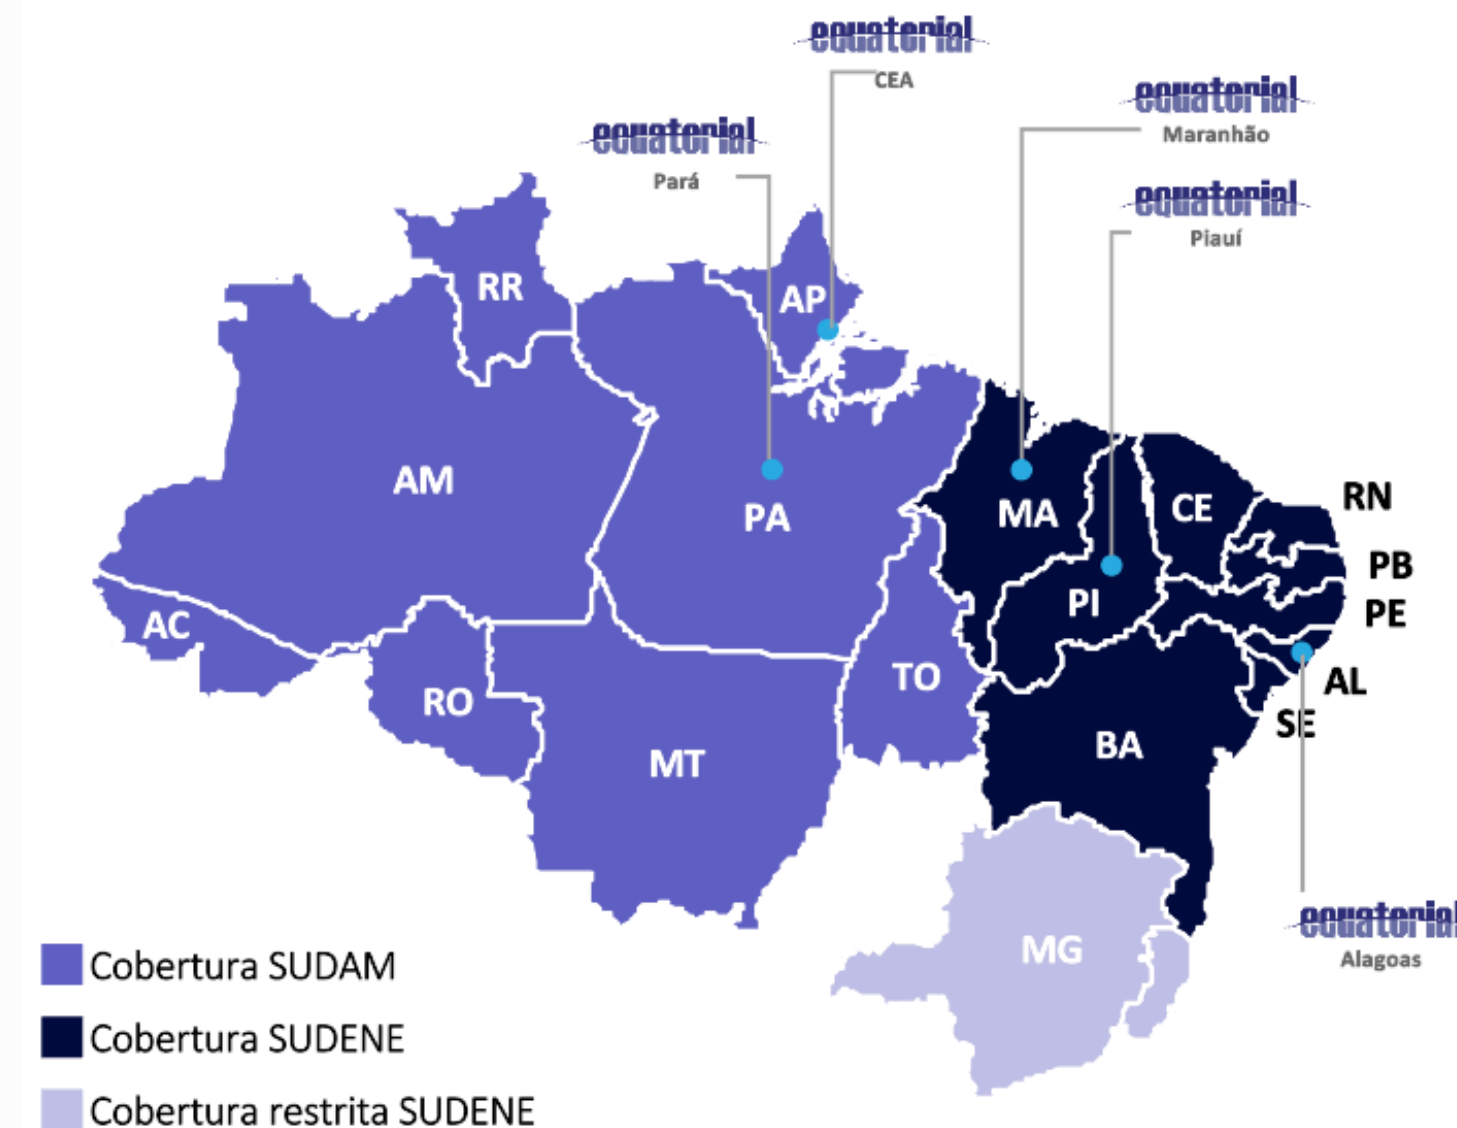 equatorial
CEA
equatorial
Maranhão
equatorial
Pará
equatorial
Piauí
RR
AP
AM
PA
MA
CE
RN
PB
PE
PI
AC
TO
AL
RO
SE
BA
MT
MG
equatorial
Alagoas
Cobertura SUDAM
Cobertura SUDENE
Cobertura restrita SUDENE